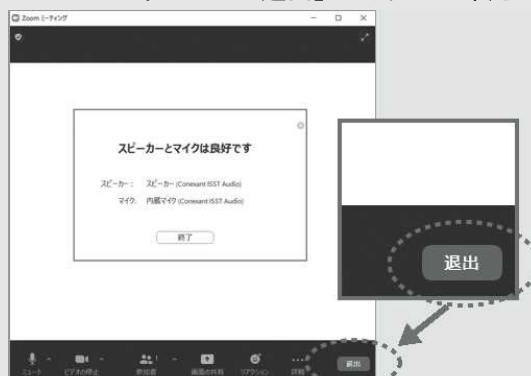 Zoom ミーティング
スピーカーとマイクは良好です
スピーカー： スピーカー (Conexant ISST Audio)
マイク: 内蔵マイク (Conexant ISST Audio)
終了
退出
ミュート
ビデオの停止
参加者
1
画面の共有
リアクション
詳細
退出